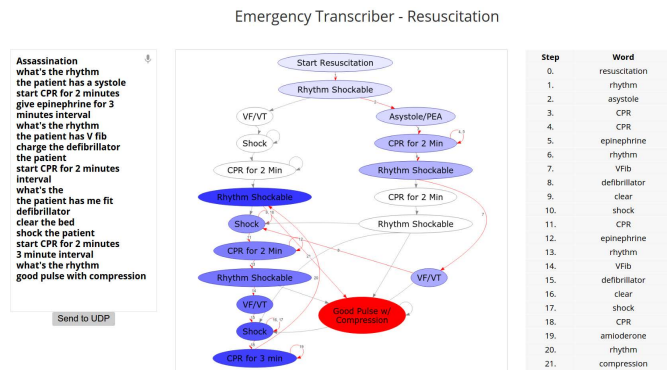 Emergency Transcriber - Resuscitation
Assassination
what's the rhythm
the patient has a systole
start CPR for 2 minutes
give epinephrine for 3
minutes interval
what's the rhythm
the patient has V fib
charge the defibrillator
the patient
start CPR for 2 minutes
interval
what's the
the patient has me fit
defibrillator
clear the bed
shock the patient
start CPR for 2 minutes
3 minute interval
what's the rhythm
good pulse with compression
Send to UDP
Start Resuscitation
Rhythm Shockable
VF/VT
Asystole/PEA
Shock
CPR for 2 Min
CPR for 2 Min
Rhythm Shockable
Rhythm Shockable
CPR for 2 Min
Shock
Rhythm Shockable
CPR for 2 Min
Rhythm Shockable
VF/VT
VF/VT
Good Pulse w/
Compression
Shock
CPR for 3 min
Step Word
0. resuscitation
1. rhythm
2. asystole
3. CPR
4. CPR
5. epinephrine
6. rhythm
7. VFib
8. defibrillator
9. clear
10. shock
11. CPR
12. epinephrine
13. rhythm
14. VFib
15. defibrillator
16. clear
17. shock
18. CPR
19. amioderone
20. rhythm
21. compression